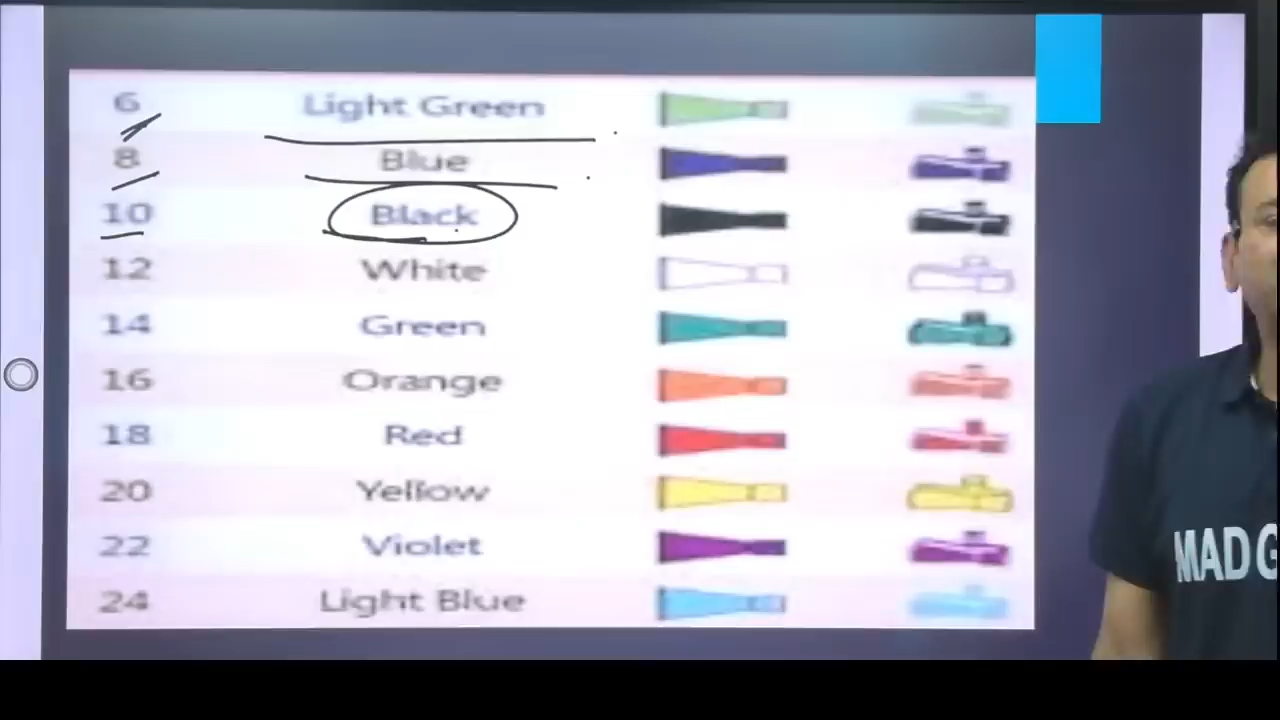 6 Light Green
8 Blue
10 Black
12 White
14 Green
16 Orange
18 Red
20 Yellow
22 Violet
24 Light Blue
MAD G